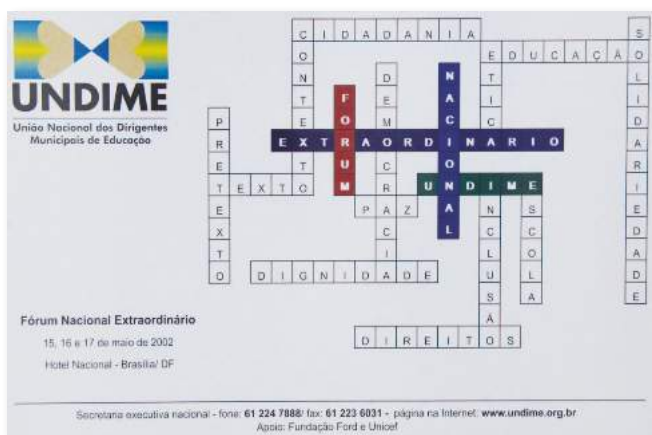 UNDIME
União Nacional dos Dirigentes
Municipais de Educação
CIDADANIA
CONTEXTO
EDUCAÇÃO
SOLIDARIEDADE
ETICA
DEMOCRACIA
NACIONAL
FORUM
PRETEXTO
EXTRAORDINARIO
TEXTO
UNDIME
PAZ
INCLUSÃO
ESCOLA
DIGNIDADE
DIREITOS
Fórum Nacional Extraordinário
15, 16 e 17 de maio de 2002
Hotel Nacional - Brasília/ DF
Secretaria executiva nacional - fone: 61 224 7888/ fax: 61 223 6031 - página na Internet: www.undime.org.br
Apoio: Fundação Ford e Unicef